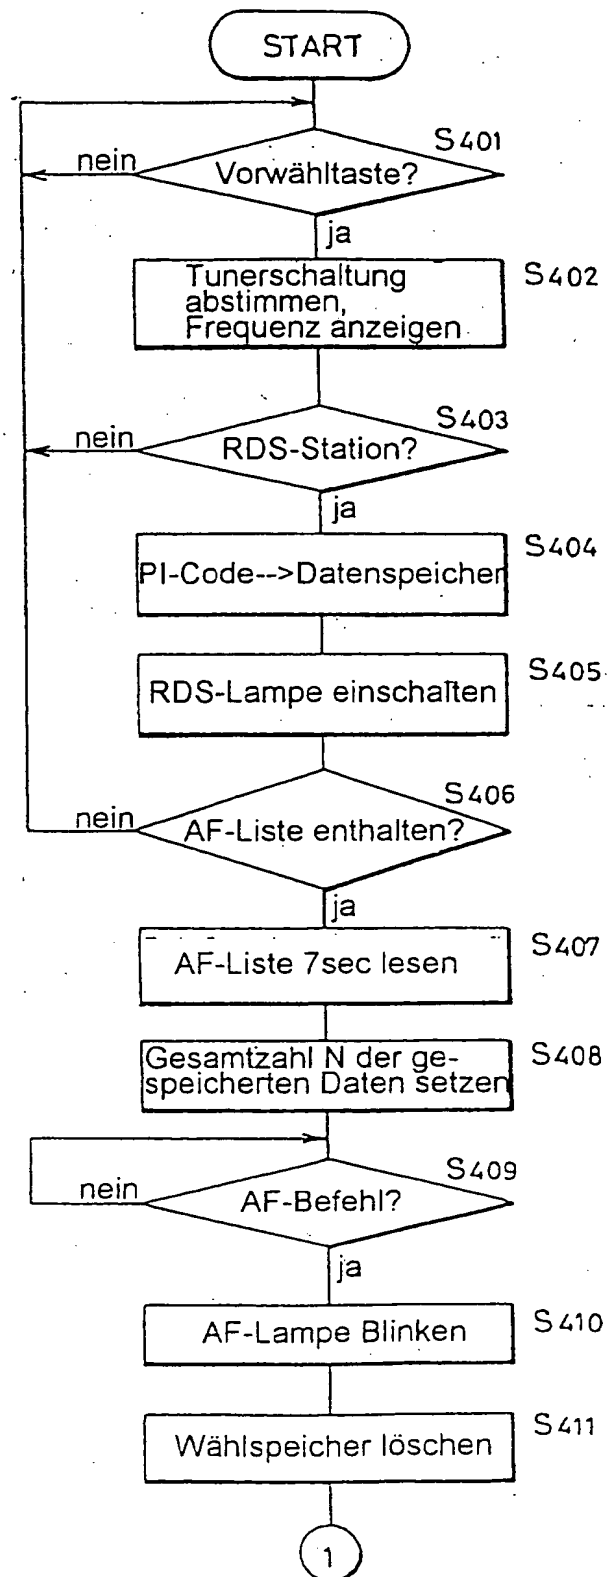 START
S401
nein
Vorwähltaste?
ja
Tunerschaltung
abstimmen,
Frequenz anzeigen
S402
S403
nein
RDS-Station?
ja
S404
PI-Code-->Datenspeicher
S405
RDS-Lampe einschalten
S406
nein
AF-Liste enthalten?
ja
S407
AF-Liste 7sec lesen
S408
Gesamtzahl N der ge-
speicherten Daten setzen
S409
nein
AF-Befehl?
ja
S410
AF-Lampe Blinken
S411
Wählspeicher löschen
1